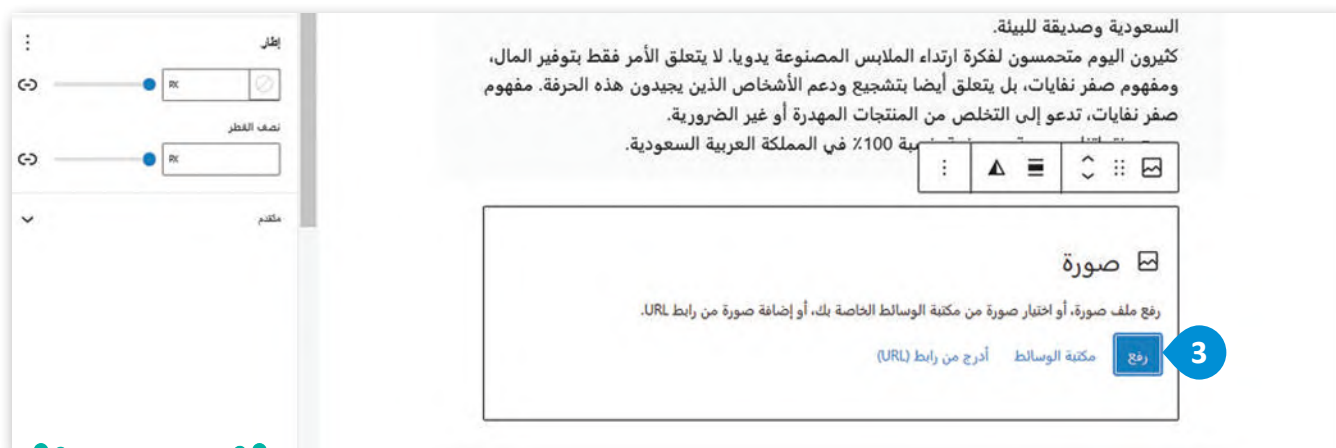 السعودية وصديقة للبيئة.
كثيرون اليوم متحمسون لفكرة ارتداء الملابس المصنوعة يدويا. لا يتعلق الأمر فقط بتوفير المال،
ومفهوم صفر نفايات، بل يتعلق أيضا بتشجيع ودعم الأشخاص الذين يجيدون هذه الحرفة. مفهوم
صفر نفايات، تدعو إلى التخلص من المنتجات المهدرة أو غير الضرورية.
100٪ في المملكة العربية السعودية.
صورة
رفع ملف صورة، أو اختيار صورة من مكتبة الوسائط الخاصة بك، أو إضافة صورة من رابط URL.
رفع مكتبة الوسائط أدرج من رابط (URL)
3
إطار
PX
نصف القطر
PX
متقدم